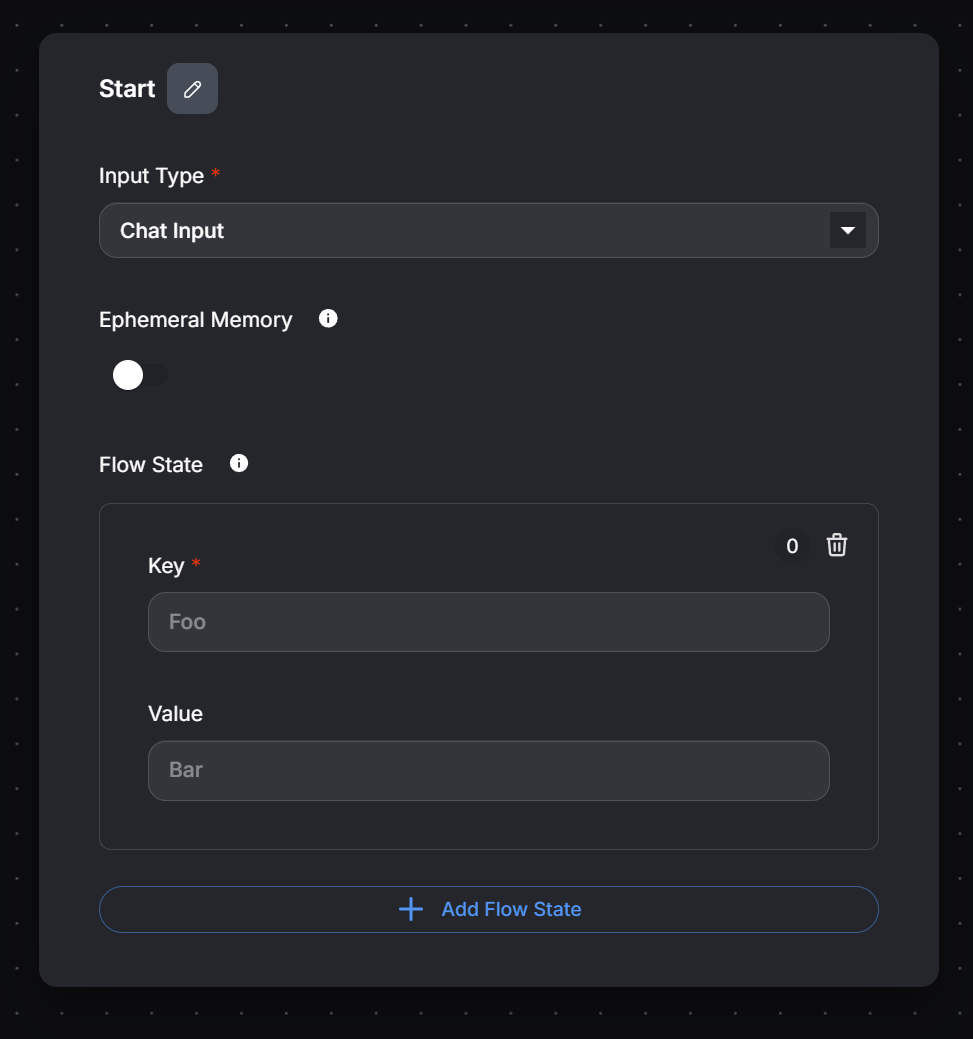 Start
Input Type *
Chat Input
Ephemeral Memory
Flow State
0
Key *
Foo
Value
Bar
Add Flow State